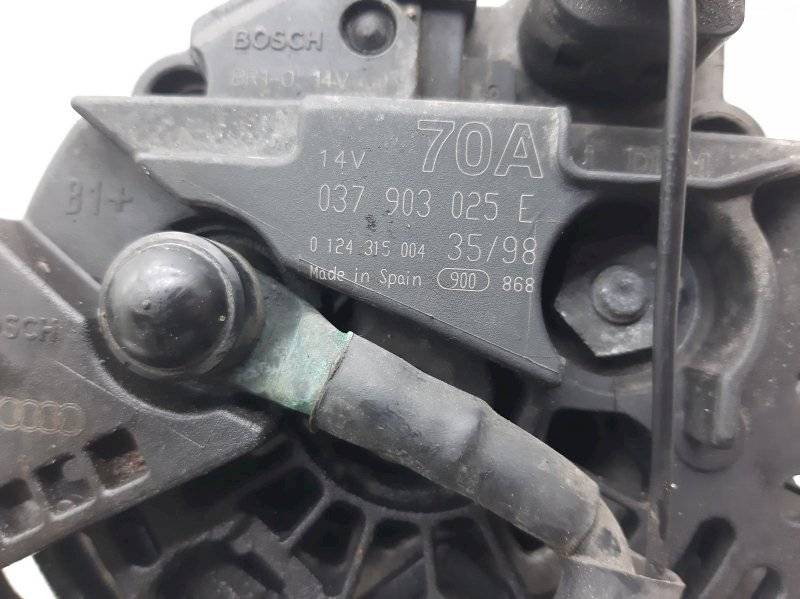 BOSCH
14V
14V 70A
037 903 025 E
0 124 315 004 35/98
Made in Spain 900 868
B1+